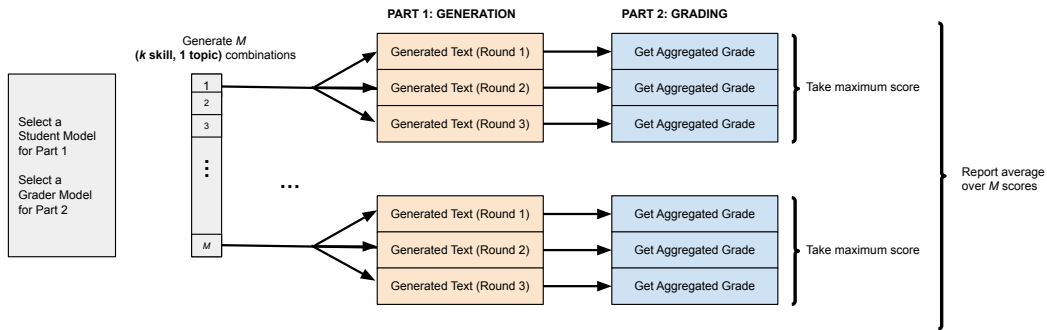 PART 1: GENERATION
PART 2: GRADING
Generate M
(k skill, 1 topic) combinations
Select a
Student Model
for Part 1
Select a
Grader Model
for Part 2
1
2
3
M
...
Generated Text (Round 1)
Generated Text (Round 2)
Generated Text (Round 3)
Get Aggregated Grade
Get Aggregated Grade
Get Aggregated Grade
Take maximum score
Generated Text (Round 1)
Generated Text (Round 2)
Generated Text (Round 3)
Get Aggregated Grade
Get Aggregated Grade
Get Aggregated Grade
Take maximum score
Report average
over M scores